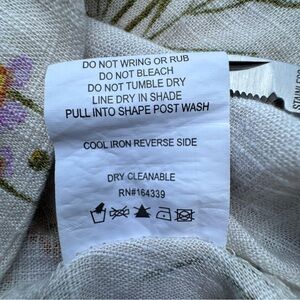 DO NOT WRING OR RUB
DO NOT BLEACH
DO NOT TUMBLE DRY
LINE DRY IN SHADE
PULL INTO SHAPE POST WASH
COOL IRON REVERSE SIDE
DRY CLEANABLE
RN#164339